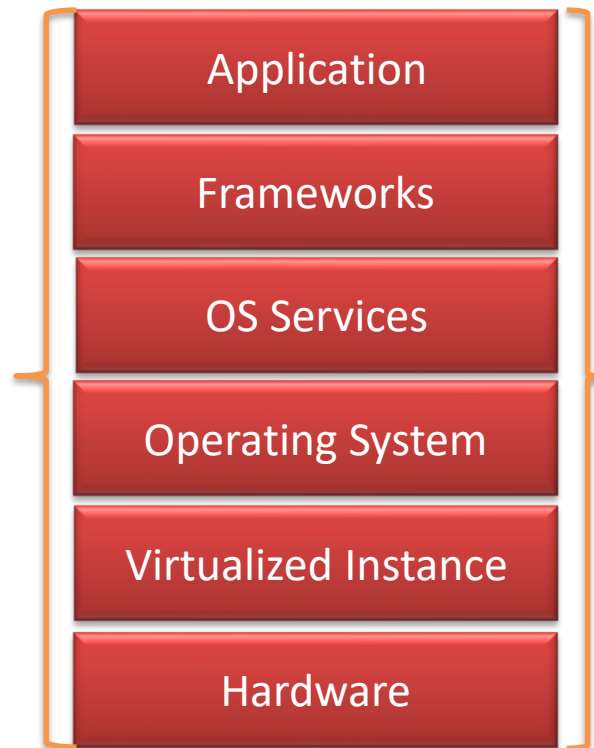 Application
Frameworks
OS Services
Operating System
Virtualized Instance
Hardware